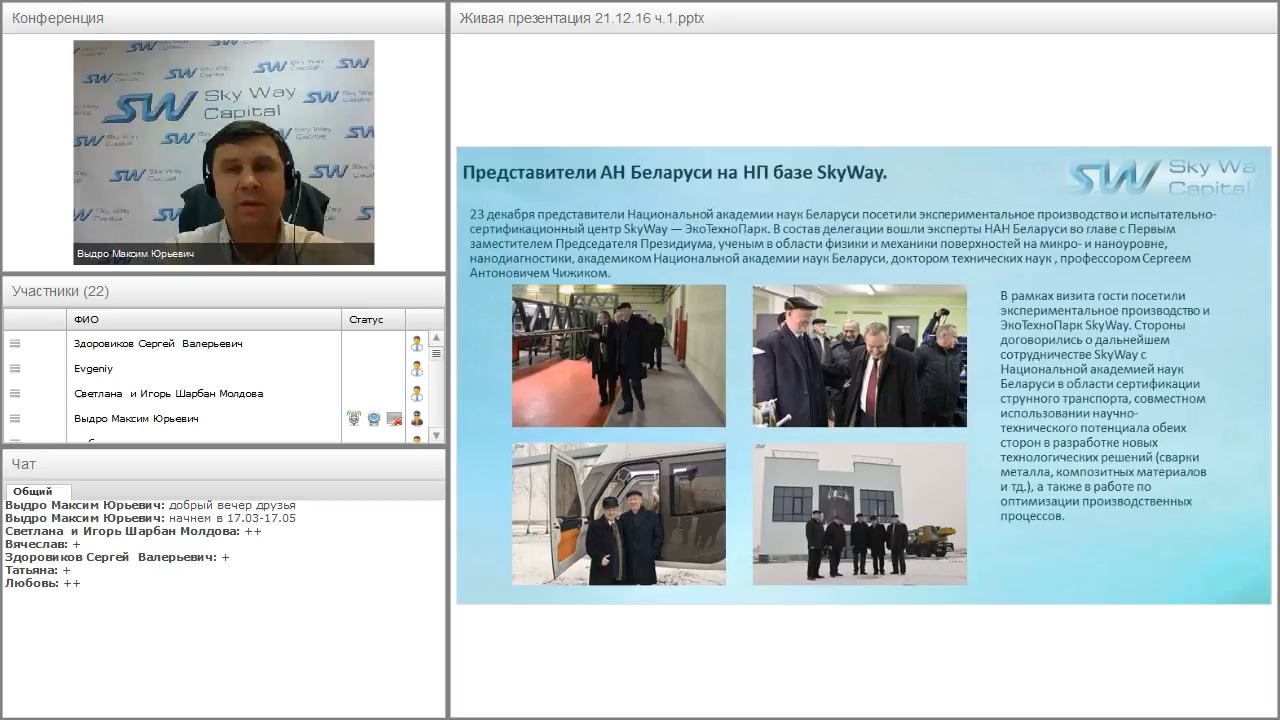 Конференция
Sky Way
Capital
Выдро Максим Юрьевич
Участники (22)
ФИО
Статус
Здоровиков Сергей Валерьевич
Evgeniy
Светлана и Игорь Шарбан Молдова
Выдро Максим Юрьевич
Чат
Общий
Выдро Максим Юрьевич: добрый вечер друзья
Выдро Максим Юрьевич: начнем в 17.03-17.05
Светлана и Игорь Шарбан Молдова: ++
Вячеслав: +
Здоровиков Сергей Валерьевич: +
Татьяна: +
Любовь: ++
Живая презентация 21.12.16 ч.1.pptx
Представители АН Беларуси на НП базе SkyWay.
SW Sky Wa
Capital
23 декабря представители Национальной академии наук Беларуси посетили экспериментальное производство и испытательно-
сертификационный центр SkyWay — ЭкоТехноПарк. В состав делегации вошли эксперты НАН Беларуси во главе с Первым
заместителем Председателя Президиума, ученым в области физики и механики поверхностей на микро- и наноуровне,
нанодиагностики, академиком Национальной академии наук Беларуси, доктором технических наук , профессором Сергеем
Антоновичем Чижиком.
В рамках визита гости посетили
экспериментальное производство и
ЭкоТехноПарк SkyWay. Стороны
договорились о дальнейшем
сотрудничестве SkyWay с
Национальной академией наук
Беларуси в области сертификации
струнного транспорта, совместном
использовании научно-
технического потенциала обеих
сторон в разработке новых
технологических решений (сварки
металла, композитных материалов
и тд.), а также в работе по
оптимизации производственных
процессов.